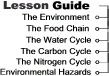 Lesson Guide
The Environment
The Food Chain
The Water Cycle
The Carbon Cycle
The Nitrogen Cycle
Environmental Hazards